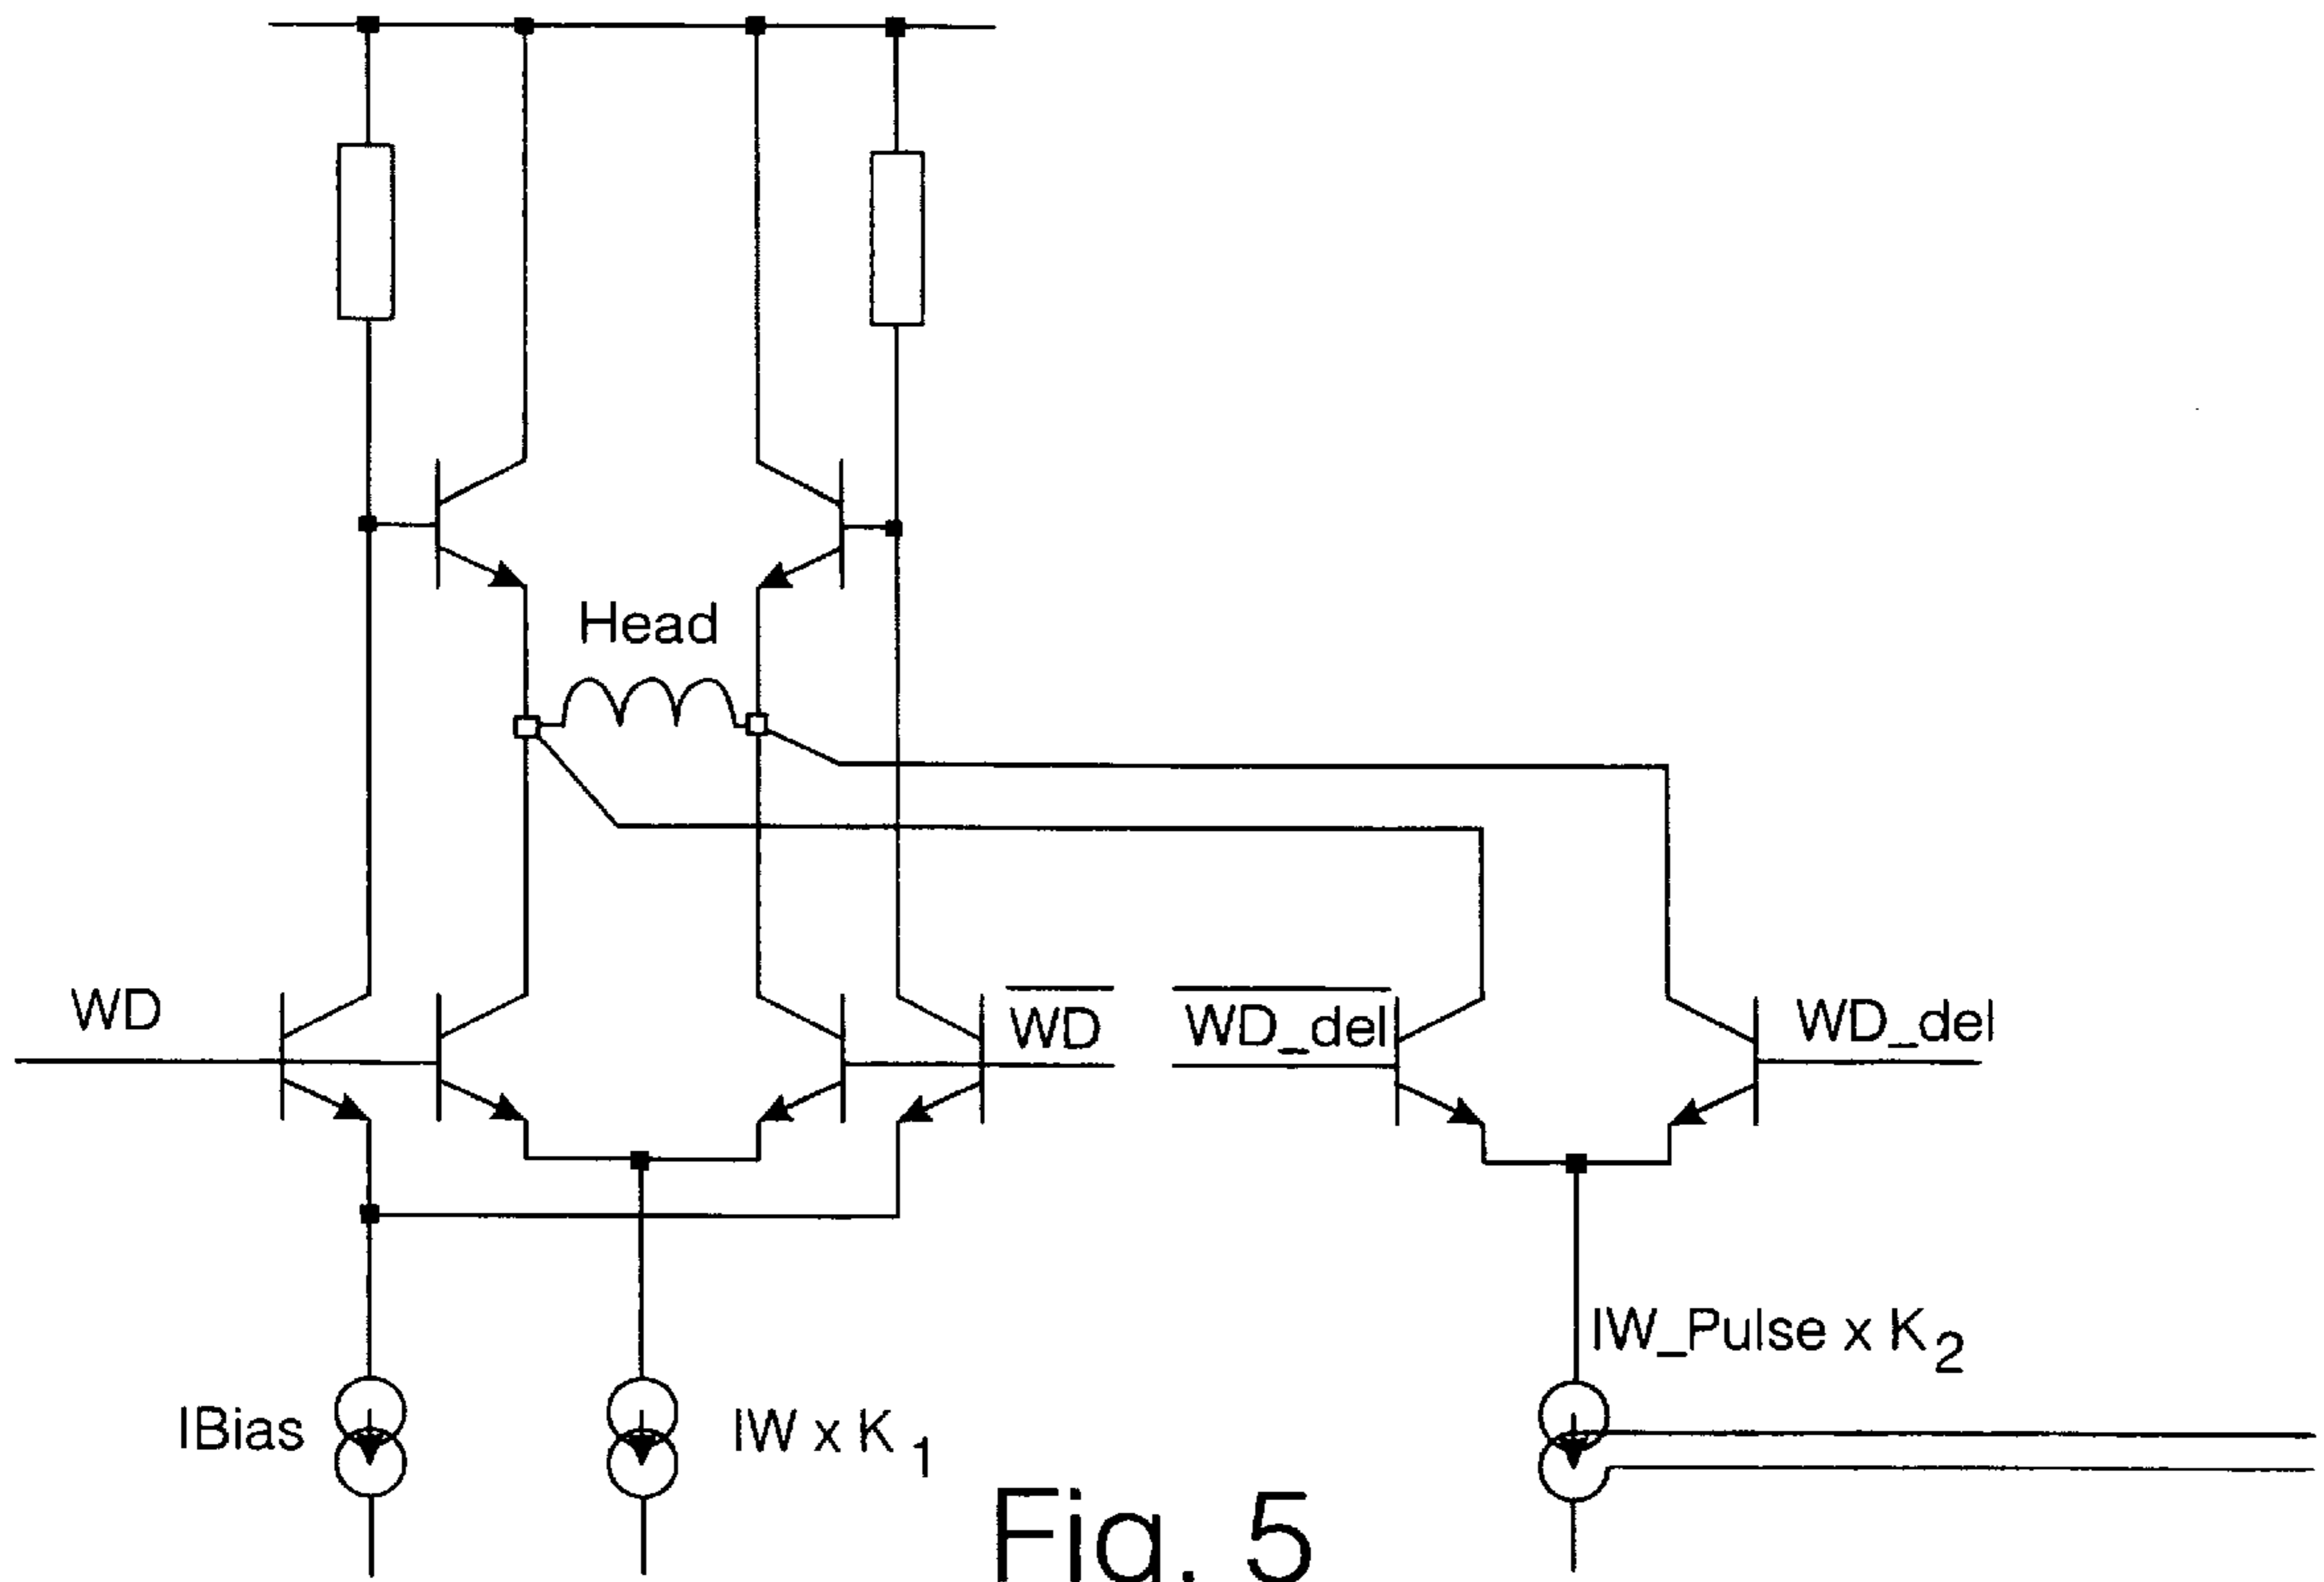 Head
WD
WD
WD_del
WD_del
IW_Pulse x K2
IBias
IW x K1
Fig. 5